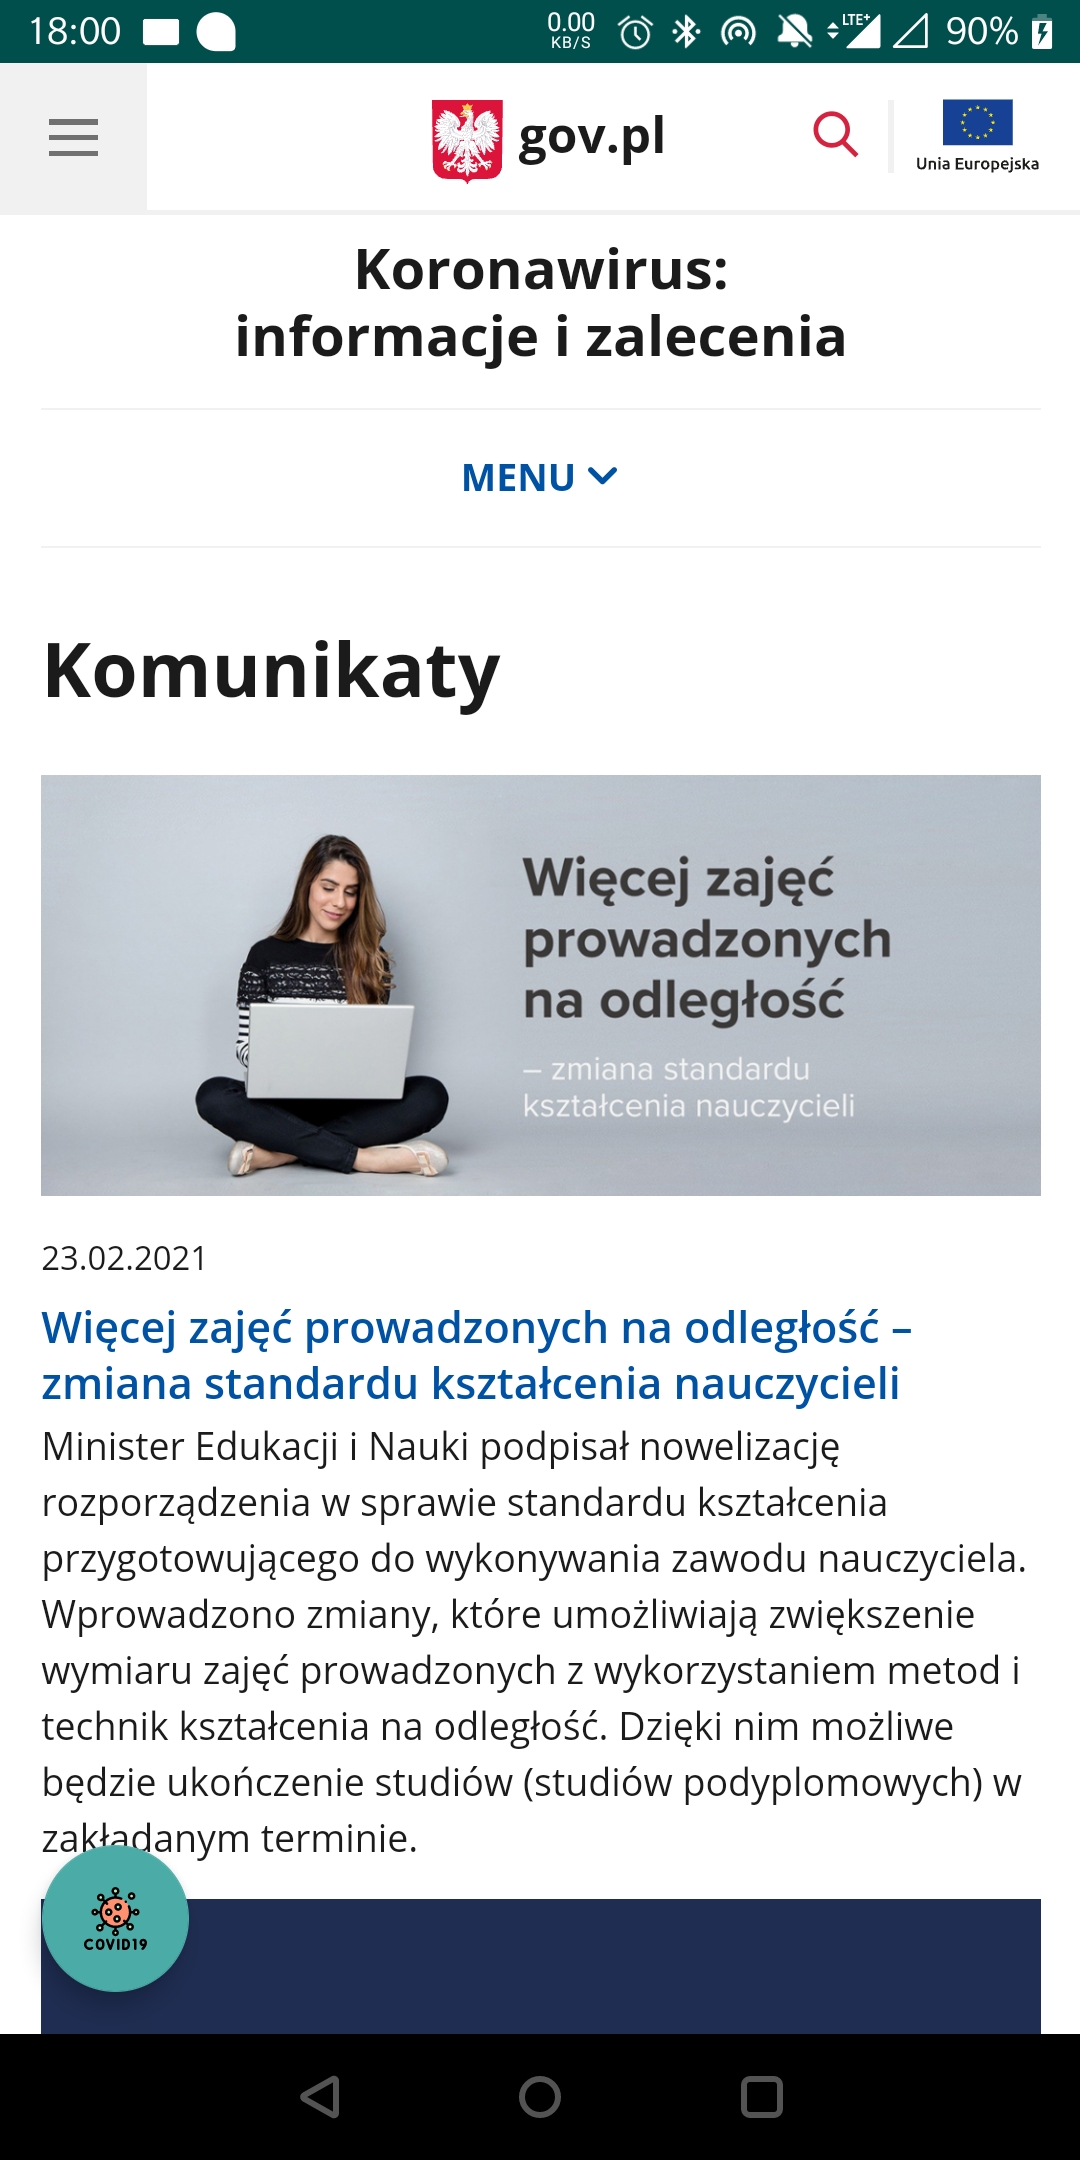 18:00
0.00
KB/S
LTE+
90%
gov.pl
Unia Europejska
Koronawirus:
informacje i zalecenia
MENU
Komunikaty
Więcej zajęć
prowadzonych
na odległość
– zmiana standardu
kształcenia nauczycieli
23.02.2021
Więcej zajęć prowadzonych na odległość –
zmiana standardu kształcenia nauczycieli
Minister Edukacji i Nauki podpisał nowelizację
rozporządzenia w sprawie standardu kształcenia
przygotowującego do wykonywania zawodu nauczyciela.
Wprowadzono zmiany, które umożliwiają zwiększenie
wymiaru zajęć prowadzonych z wykorzystaniem metod i
technik kształcenia na odległość. Dzięki nim możliwe
będzie ukończenie studiów (studiów podyplomowych) w
zakładanym terminie.
COVID19